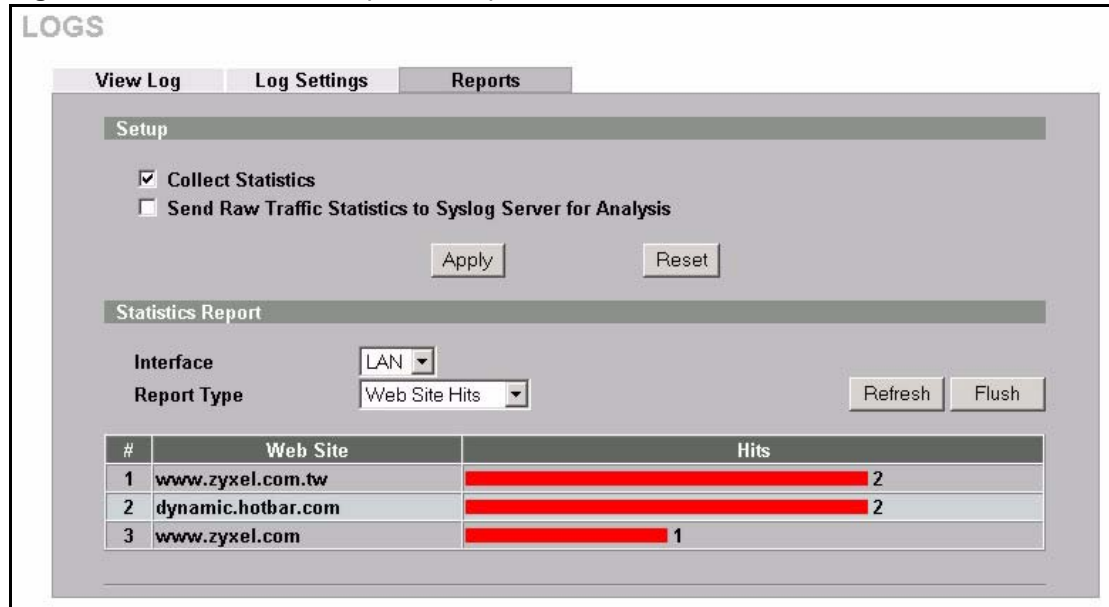 LOGS
View Log Log Settings Reports
Setup
Collect Statistics
Send Raw Traffic Statistics to Syslog Server for Analysis
Apply Reset
Statistics Report
Interface LAN
Report Type Web Site Hits Refresh Flush
# Web Site Hits
1 www.zyxel.com.tw 2
2 dynamic.hotbar.com 2
3 www.zyxel.com 1